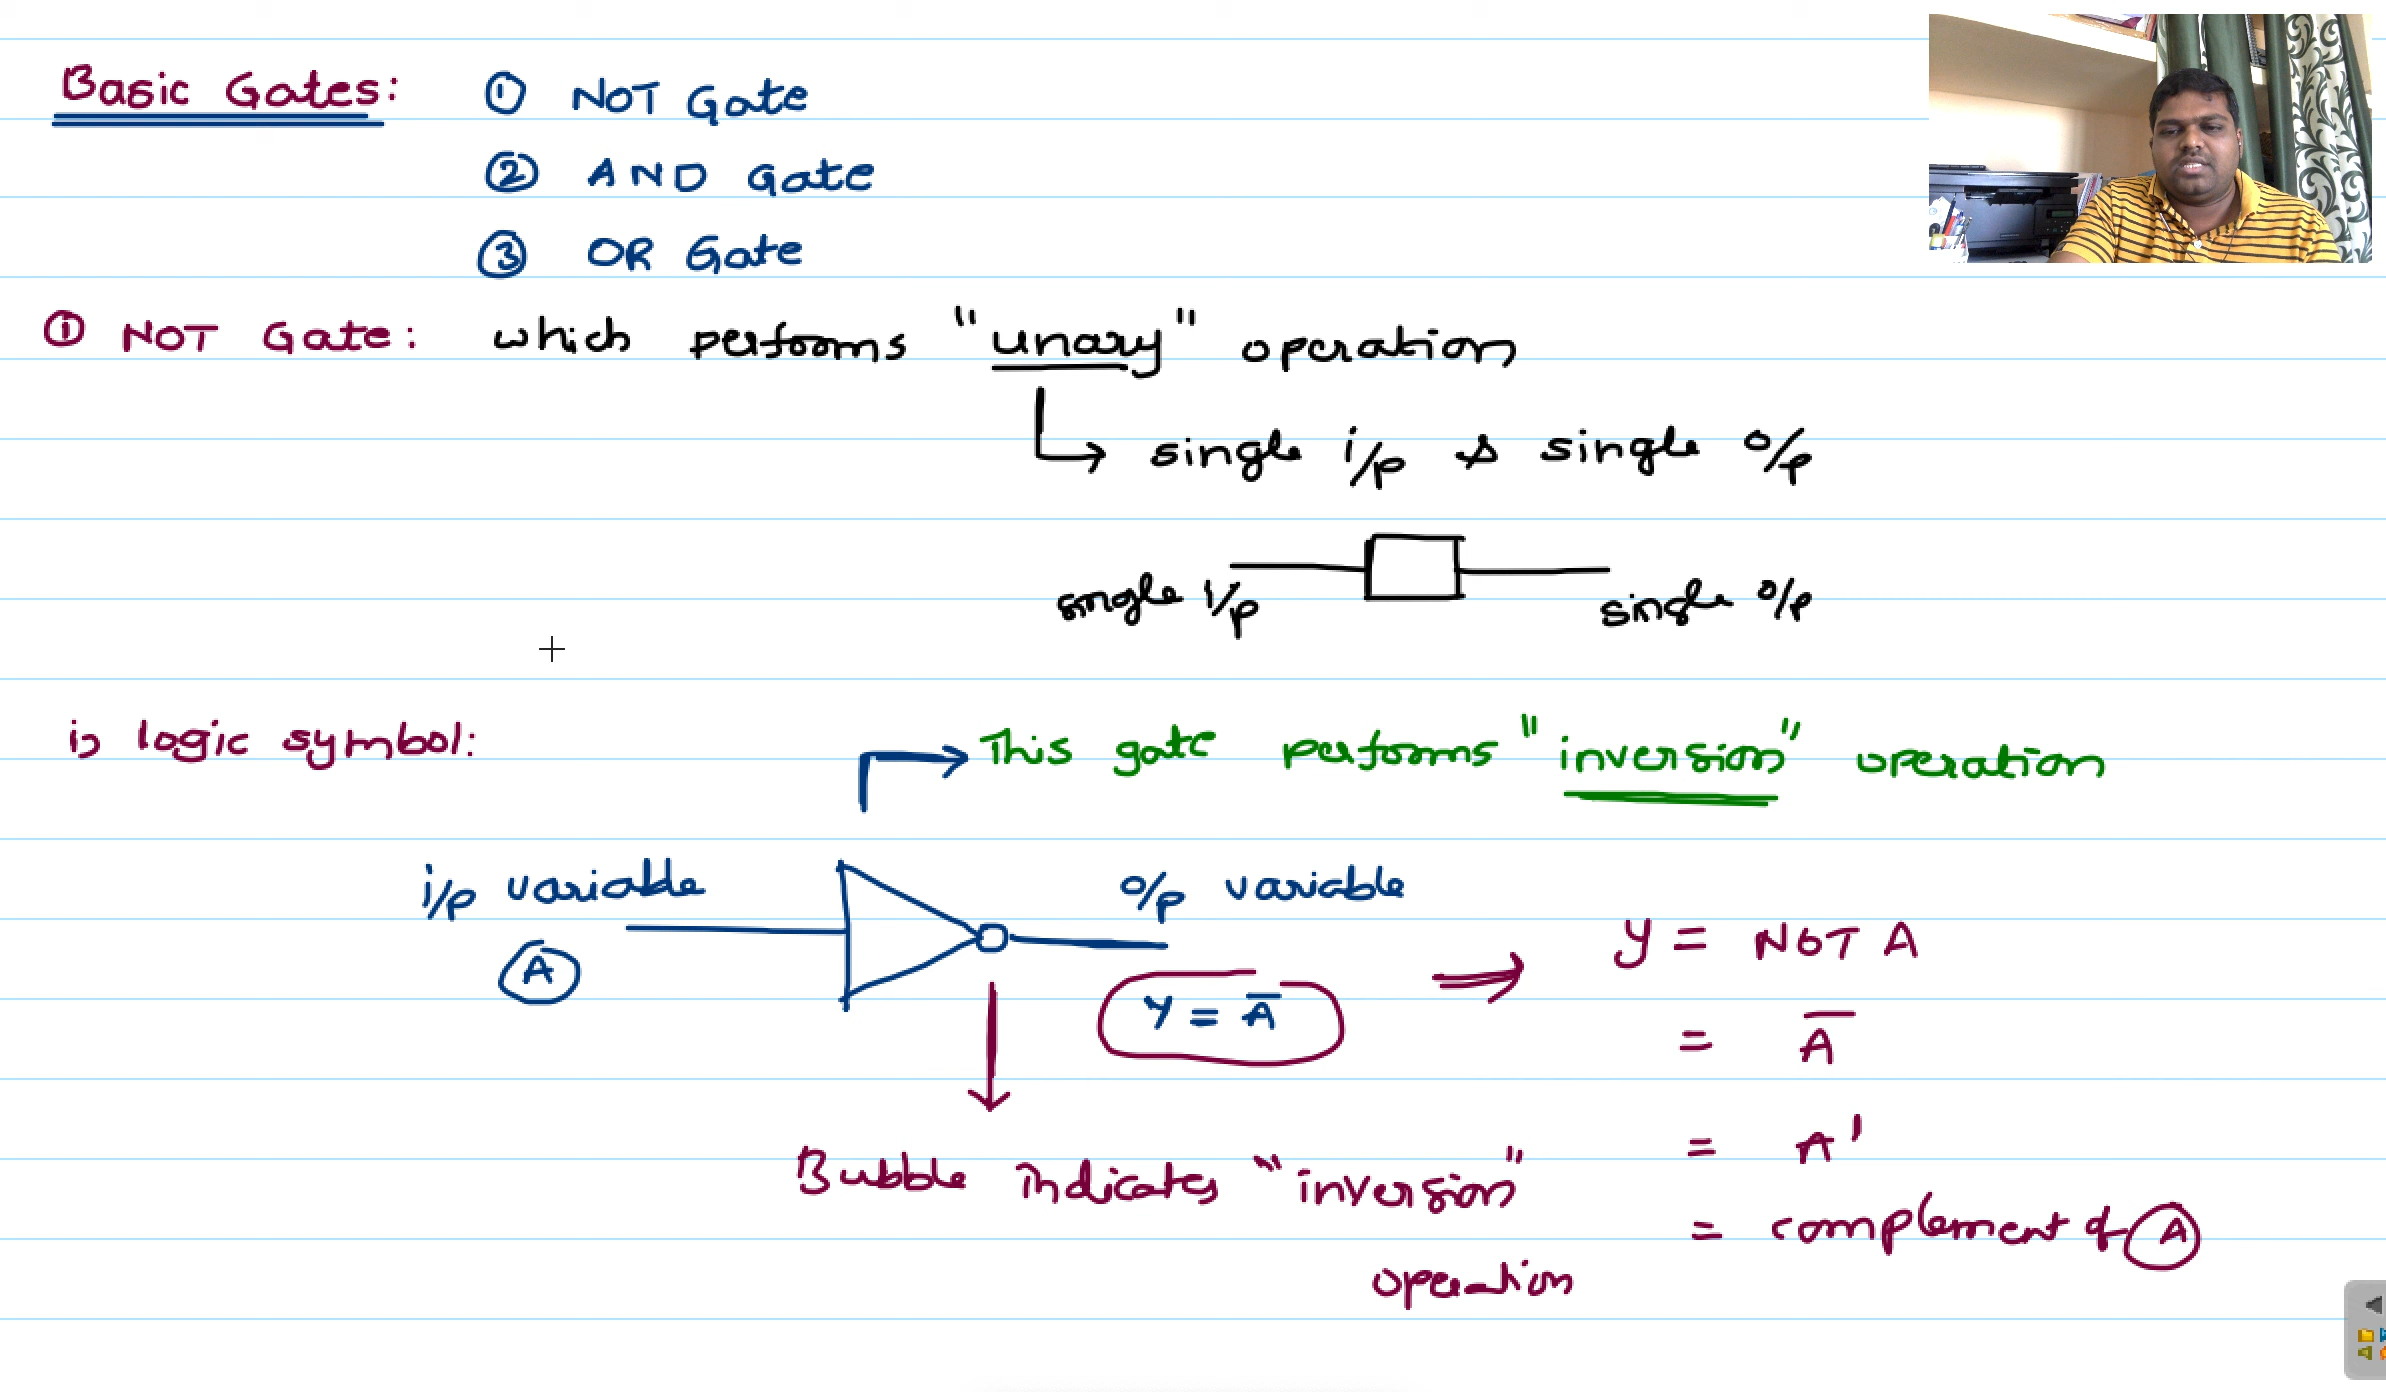 Basic Gates: ① NOT Gate
② AND Gate
③ OR Gate
① NOT Gate: which performs "unary" operation
↳ single i/p & single o/p
single i/p single o/p
i> logic symbol:
This gate performs "inversion" operation
i/p variable o/p variable
A
Y = A̅
⇒ Y = NOT A
= A̅
= A'
= complement of A
Bubble indicates "inversion"
operation